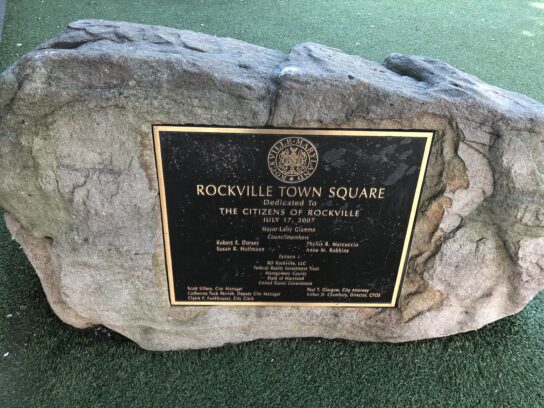 ROCKVILLE-MARYLAND
ROCKVILLE TOWN SQUARE
Dedicated To
THE CITIZENS OF ROCKVILLE
JULY 17, 2007
Mayor Larry Giammo
Councilmembers
Robert E. Dorsey Phyllis R. Marcuccio
Susan R. Hoffmann Anne M. Robbins
Partners
RD Rockville, LLC
Federal Realty Investment Trust
Montgomery County
State of Maryland
United States Government
Scott Ullery, City Manager Paul T. Glasgow, City Attorney
Catherine Tuck Parrish, Deputy City Manager Arthur D. Chambers, Director, CPDS
Claire F. Funkhouser, City Clerk